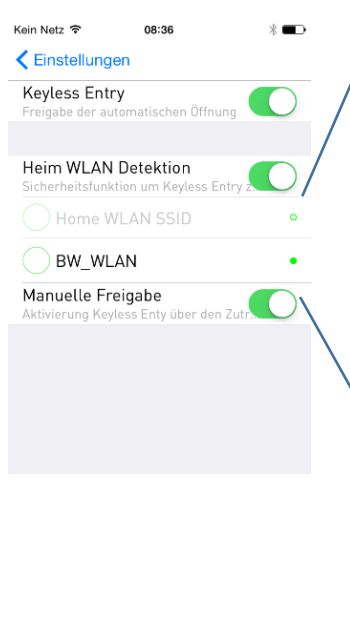 Kein Netz 08:36
Einstellungen
Keyless Entry
Freigabe der automatischen Öffnung
Heim WLAN Detektion
Sicherheitsfunktion um Keyless Entry z...
Home WLAN SSID
BW_WLAN
Manuelle Freigabe
Aktivierung Keyless Enty über den Zutr...